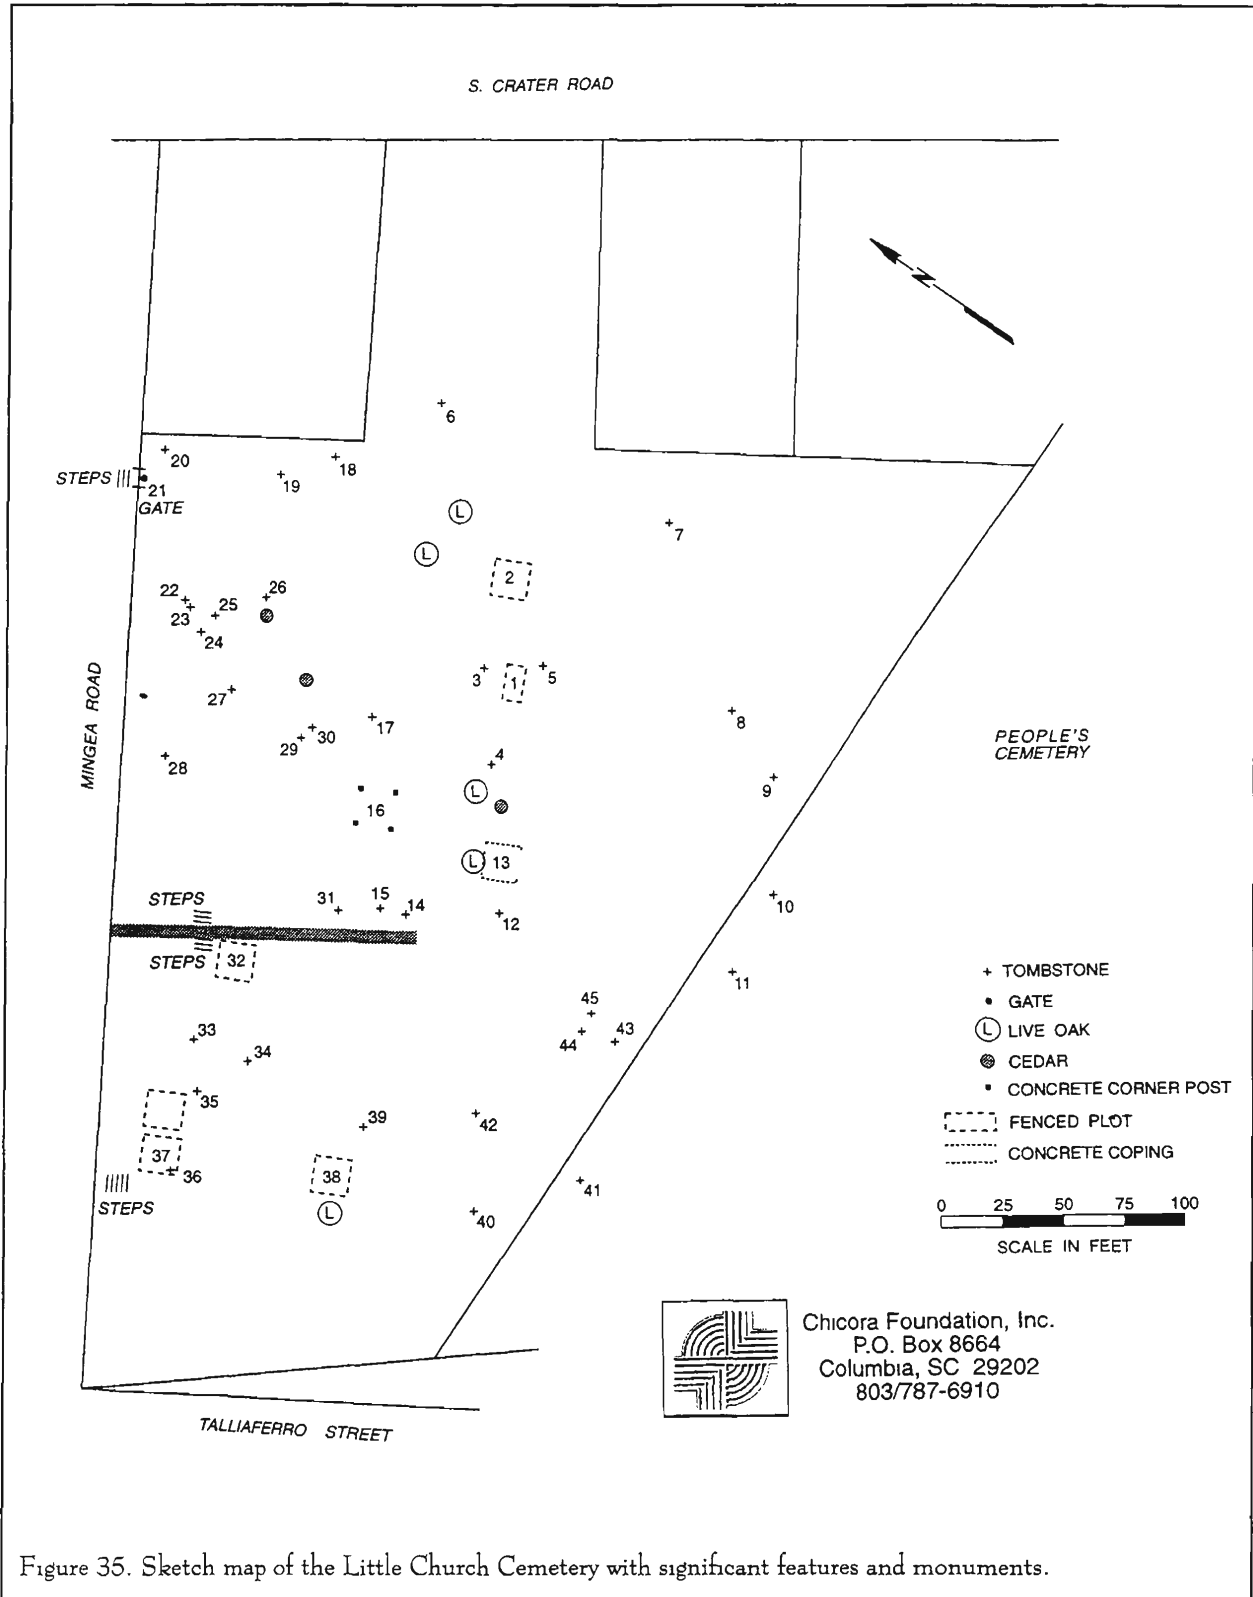 S. CRATER ROAD
N
6
20
18
19
STEPS
21
GATE
L
7
L
2
22
26
25
23
24
3
1
5
27
MINGEA ROAD
17
8
30
29
PEOPLE'S
CEMETERY
4
28
9
L
16
L
13
STEPS
31
15
14
10
12
STEPS
32
11
TOMBSTONE
45
GATE
33
43
L
LIVE OAK
44
34
CEDAR
CONCRETE CORNER POST
35
39
42
FENCED PLOT
37
CONCRETE COPING
36
38
41
STEPS
L
40
0 25 50 75 100
SCALE IN FEET
Chicora Foundation, Inc.
P.O. Box 8664
Columbia, SC 29202
803/787-6910
TALLIAFERRO STREET
Figure 35. Sketch map of the Little Church Cemetery with significant features and monuments.